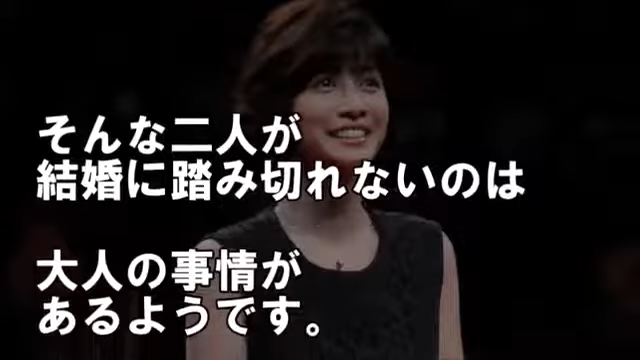 そんな二人が
結婚に踏み切れないのは
大人の事情が
あるようです。